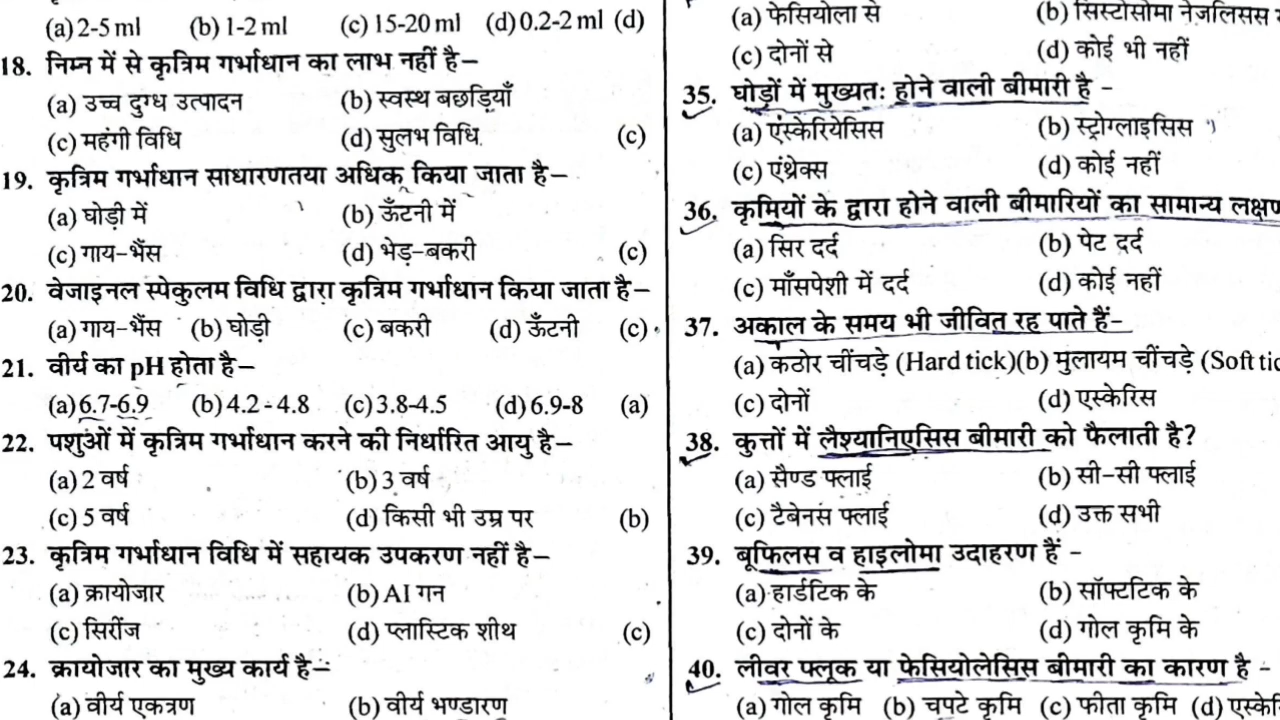 (a) 2-5 ml (b) 1-2 ml (c) 15-20 ml (d) 0.2-2 ml (d)
18. निम्न में से कृत्रिम गर्भाधान का लाभ नहीं है–
(a) उच्च दुग्ध उत्पादन (b) स्वस्थ बछड़ियाँ
(c) महंगी विधि (d) सुलभ विधि (c)
19. कृत्रिम गर्भाधान साधारणतया अधिक किया जाता है–
(a) घोड़ी में (b) ऊँटनी में
(c) गाय-भैंस (d) भेड़-बकरी (c)
20. वेजाइनल स्पेकुलम विधि द्वारा कृत्रिम गर्भाधान किया जाता है–
(a) गाय-भैंस (b) घोड़ी (c) बकरी (d) ऊँटनी (c)
21. वीर्य का pH होता है–
(a) 6.7-6.9 (b) 4.2-4.8 (c) 3.8-4.5 (d) 6.9-8 (a)
22. पशुओं में कृत्रिम गर्भाधान करने की निर्धारित आयु है–
(a) 2 वर्ष (b) 3 वर्ष
(c) 5 वर्ष (d) किसी भी उम्र पर (b)
23. कृत्रिम गर्भाधान विधि में सहायक उपकरण नहीं है–
(a) क्रायोजार (b) AI गन
(c) सिरींज (d) प्लास्टिक शीथ (c)
24. क्रायोजार का मुख्य कार्य है–
(a) वीर्य एकत्रण (b) वीर्य भण्डारण
(a) फेसियोला से (b) सिस्टोसोमा नेजलिसस
(c) दोनों से (d) कोई भी नहीं
35. घोड़ों में मुख्यतः होने वाली बीमारी है -
(a) एंस्केरियेसिस (b) स्ट्रोग्लाइसिस
(c) एंथ्रेक्स (d) कोई नहीं
36. कृमियों के द्वारा होने वाली बीमारियों का सामान्य लक्षण
(a) सिर दर्द (b) पेट दर्द
(c) माँसपेशी में दर्द (d) कोई नहीं
37. अकाल के समय भी जीवित रह पाते हैं-
(a) कठोर चींचड़े (Hard tick) (b) मुलायम चींचड़े (Soft tic
(c) दोनों (d) एस्केरिस
38. कुत्तों में लैश्यानिएसिस बीमारी को फैलाती है?
(a) सैण्ड फ्लाई (b) सी-सी फ्लाई
(c) टैबेनस फ्लाई (d) उक्त सभी
39. बूफिलस व हाइलोमा उदाहरण हैं -
(a) हार्डटिक के (b) सॉफ्टटिक के
(c) दोनों के (d) गोल कृमि के
40. लीवर फ्लूक या फेसियोलेसिस बीमारी का कारण है -
(a) गोल कृमि (b) चपटे कृमि (c) फीता कृमि (d) एस्केरि